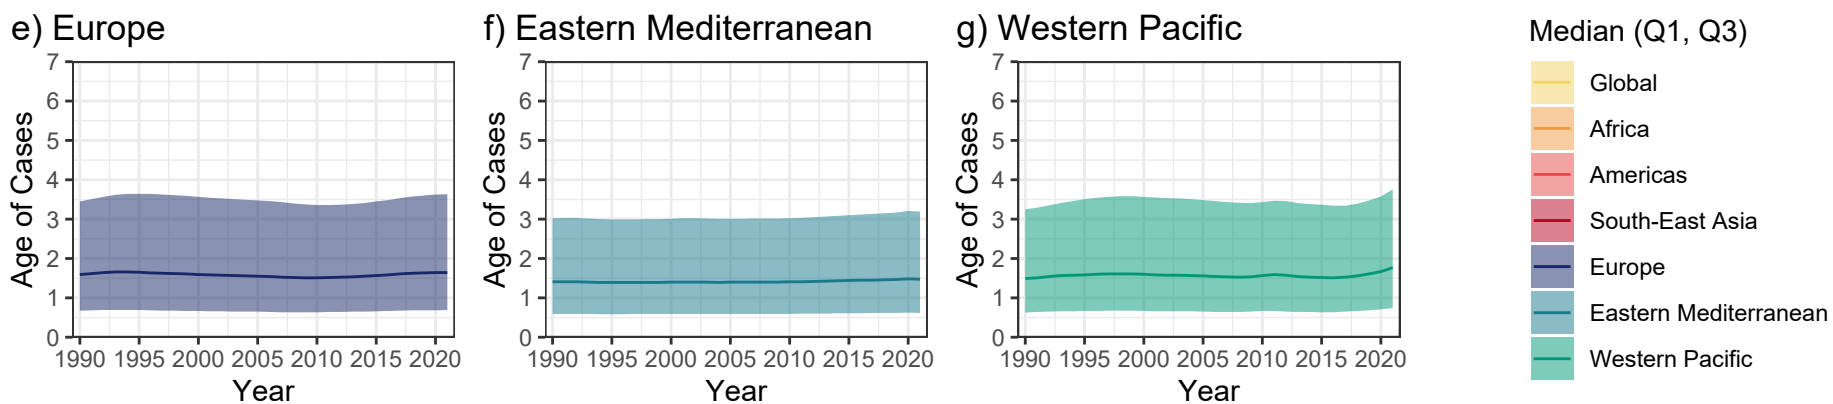 e) Europe
7
6
5
4
3
2
1
0
Age of Cases
1990 1995 2000 2005 2010 2015 2020
Year
f) Eastern Mediterranean
7
6
5
4
3
2
1
0
Age of Cases
1990 1995 2000 2005 2010 2015 2020
Year
g) Western Pacific
7
6
5
4
3
2
1
0
Age of Cases
1990 1995 2000 2005 2010 2015 2020
Year
Median (Q1, Q3)
Global
Africa
Americas
South-East Asia
Europe
Eastern Mediterranean
Western Pacific